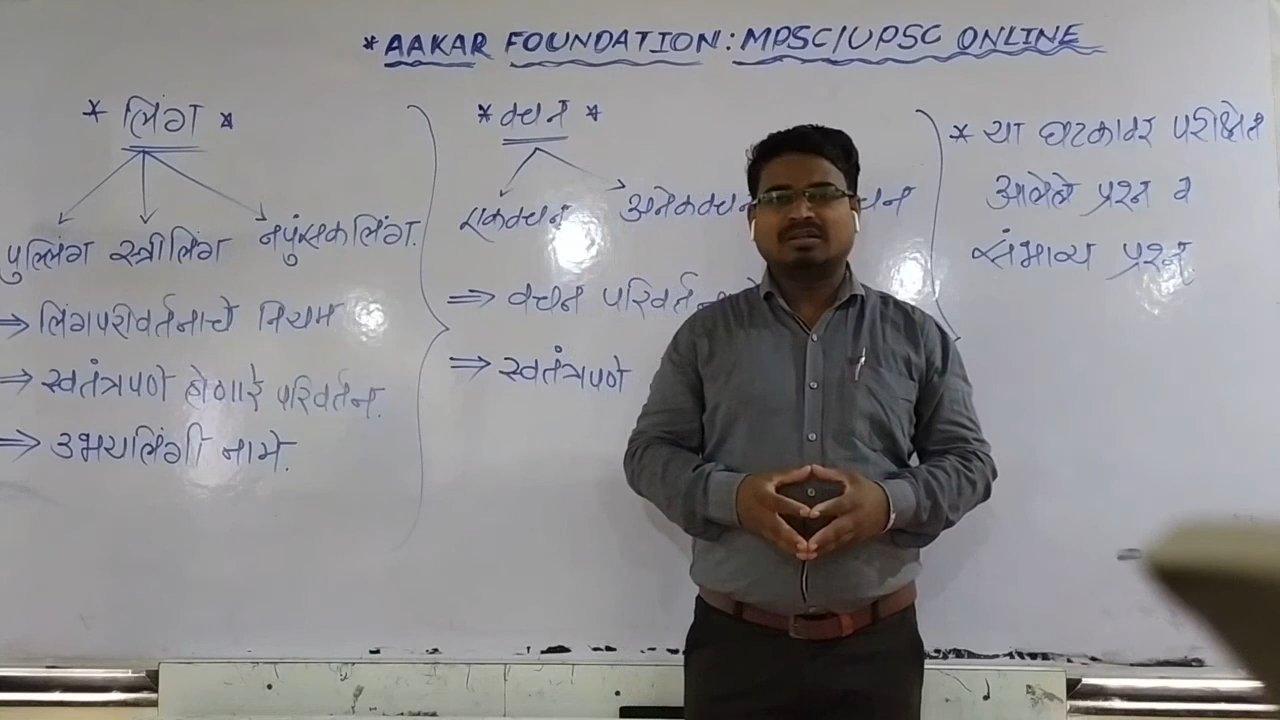 * AAKAR FOUNDATION: MPSC/UPSC ONLINE
* लिंग *
पुल्लिंग स्त्रीलिंग नपुंसकलिंग.
⇒ लिंगपरीवर्तनाचे नियम
⇒ स्वतंत्रपणे होणारे परिवर्तन.
⇒ उभयलिंगी नामे.
* वचन *
एकवचन अनेकवचन
⇒ वचन परिवर्तना
⇒ स्वतंत्रपणे
* या घटकावर परीक्षेत
आलेले प्रश्न व
संभाव्य प्रश्न